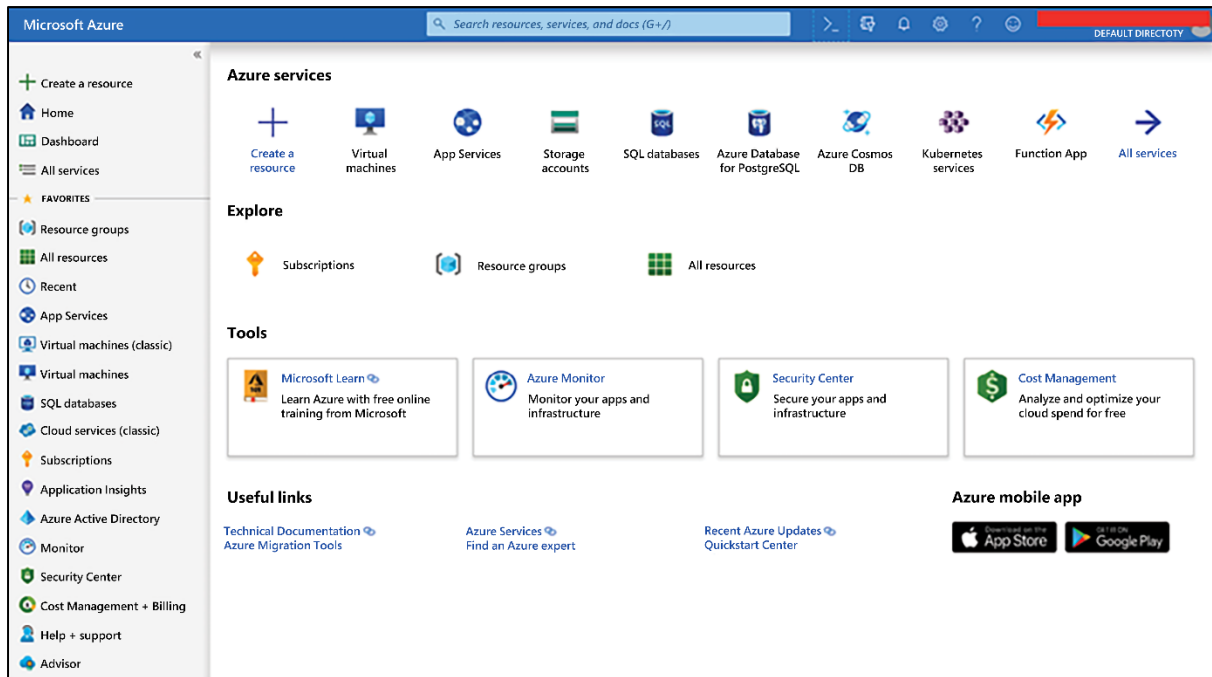 Microsoft Azure
Search resources, services, and docs (G+/)
DEFAULT DIRECTOTY
Create a resource
Home
Dashboard
All services
FAVORITES
Resource groups
All resources
Recent
App Services
Virtual machines (classic)
Virtual machines
SQL databases
Cloud services (classic)
Subscriptions
Application Insights
Azure Active Directory
Monitor
Security Center
Cost Management + Billing
Help + support
Advisor
Azure services
Create a
resource
Virtual
machines
App Services
Storage
accounts
SQL
SQL databases
Azure Database
for PostgreSQL
Azure Cosmos
DB
Kubernetes
services
Function App
All services
Explore
Subscriptions
Resource groups
All resources
Tools
Microsoft Learn
Learn Azure with free online
training from Microsoft
Azure Monitor
Monitor your apps and
infrastructure
Security Center
Secure your apps and
infrastructure
Cost Management
Analyze and optimize your
cloud spend for free
Useful links
Technical Documentation
Azure Migration Tools
Azure Services
Find an Azure expert
Recent Azure Updates
Quickstart Center
Azure mobile app
Download on the
App Store
GET IT ON
Google Play